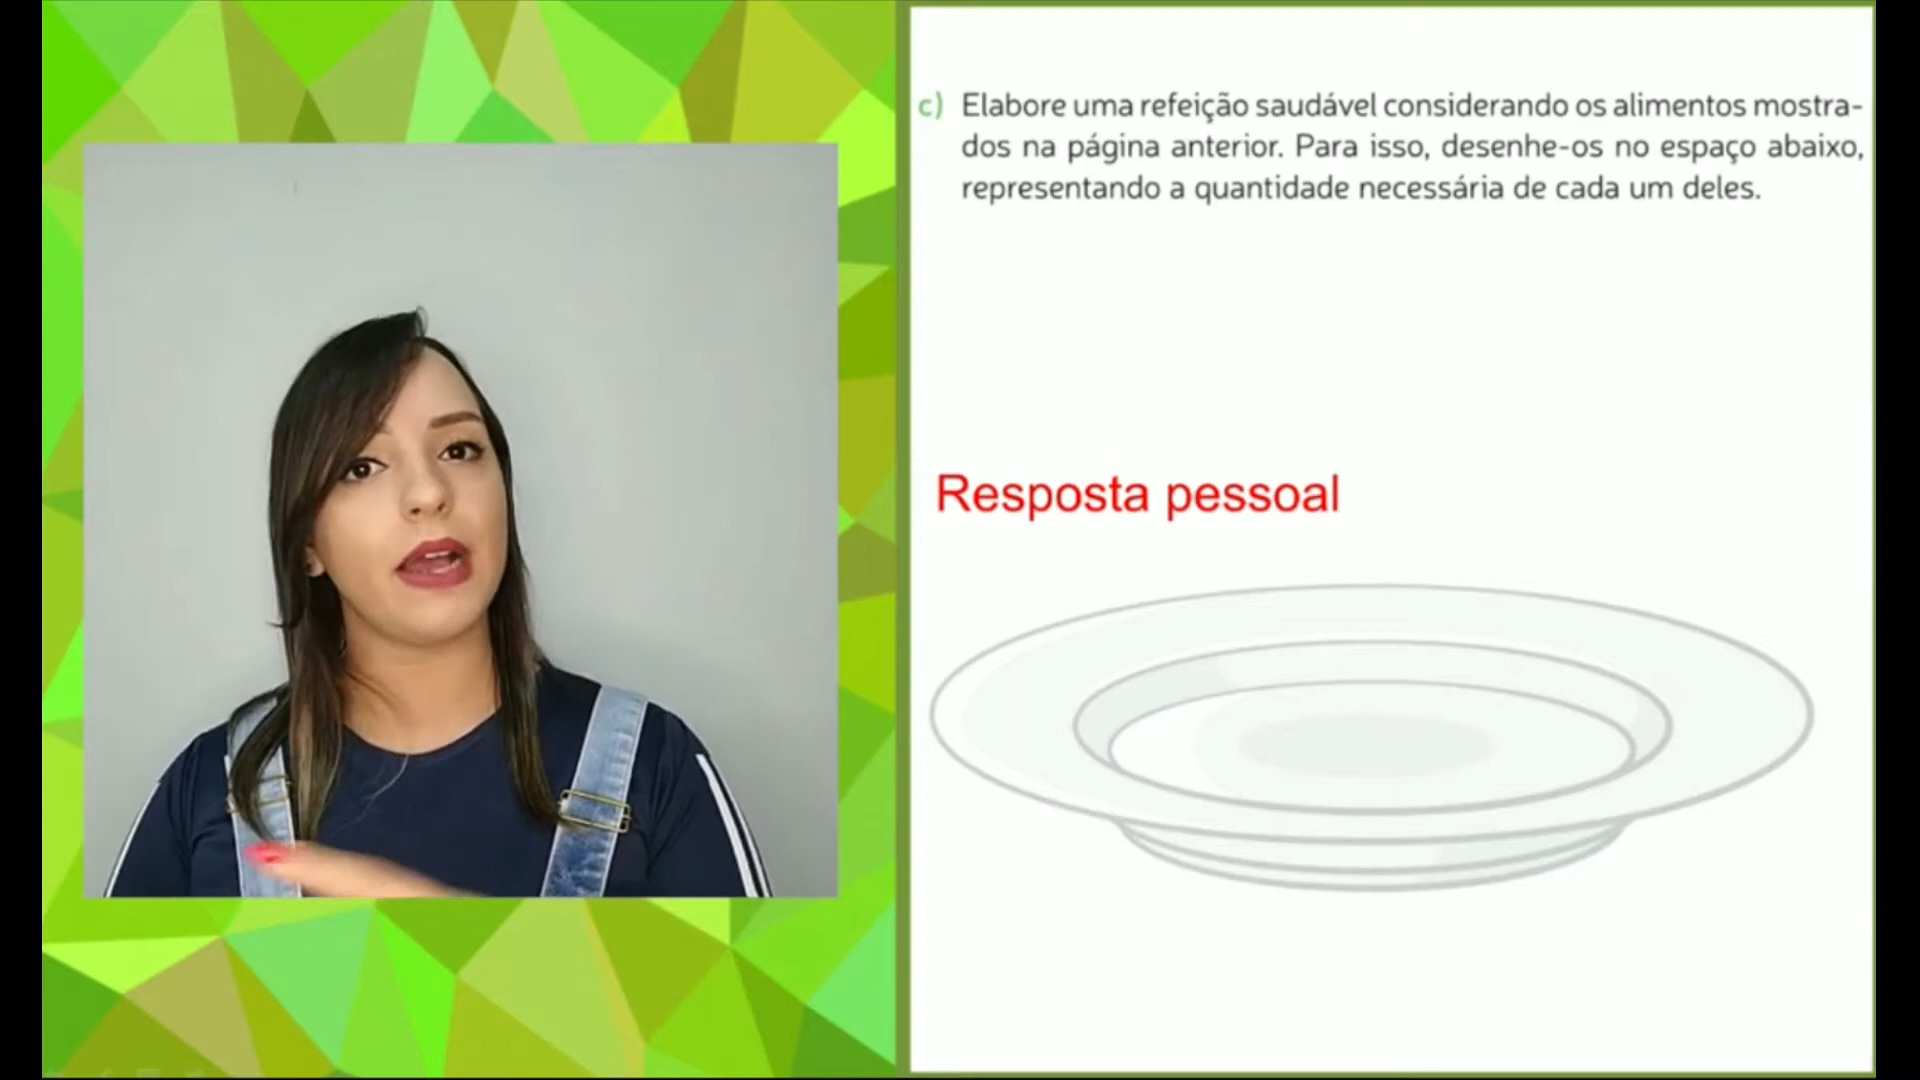 c) Elabore uma refeição saudável considerando os alimentos mostra-
dos na página anterior. Para isso, desenhe-os no espaço abaixo,
representando a quantidade necessária de cada um deles.
Resposta pessoal